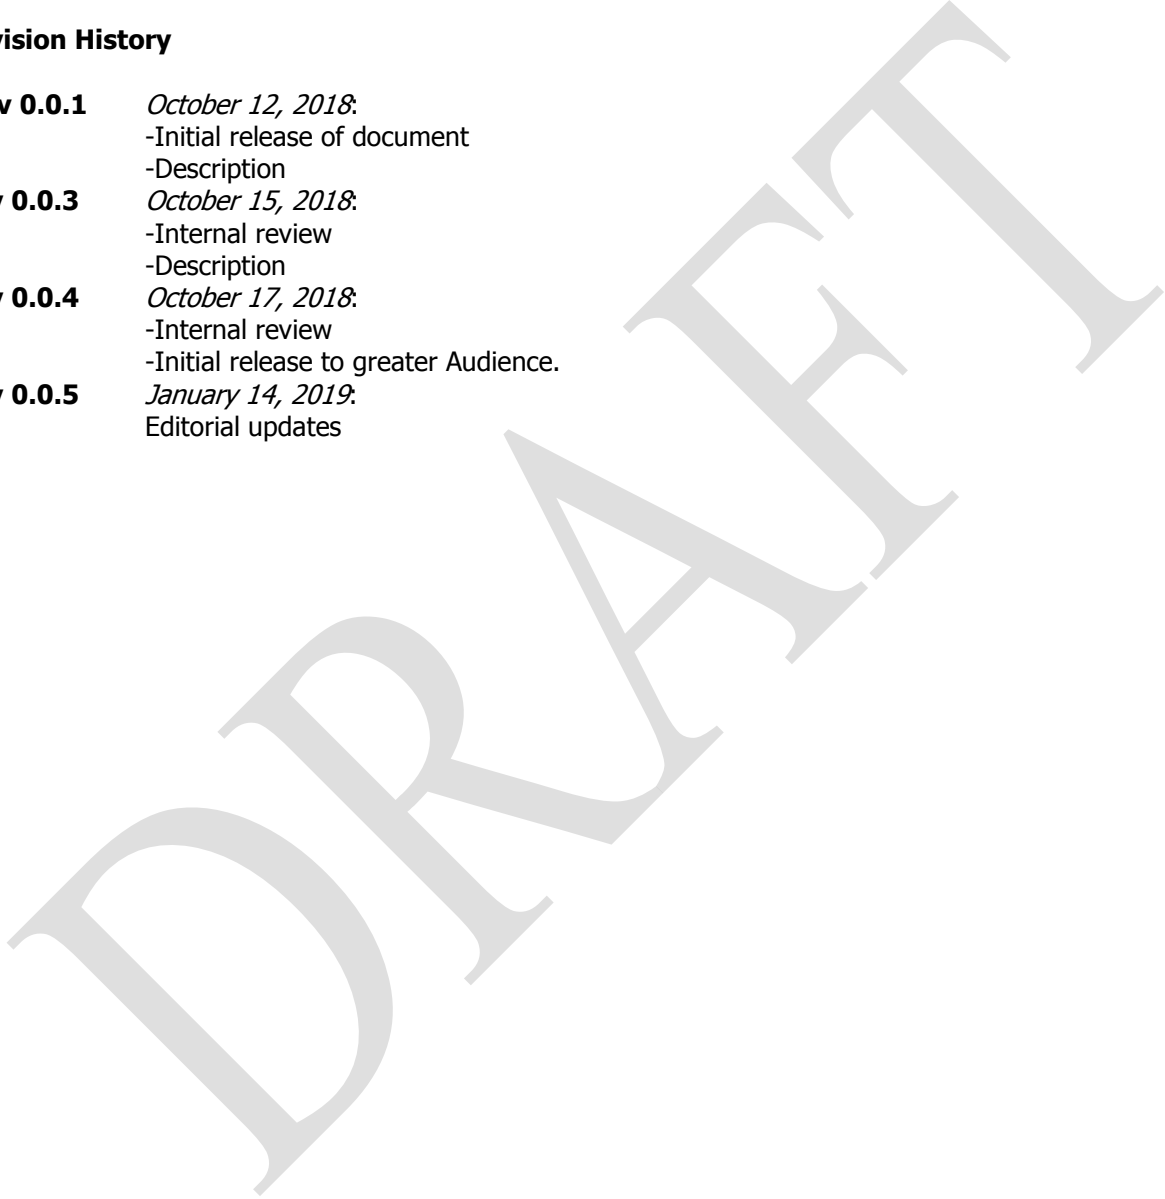 vision History
v 0.0.1 October 12, 2018:
-Initial release of document
-Description
v 0.0.3 October 15, 2018:
-Internal review
-Description
v 0.0.4 October 17, 2018:
-Internal review
-Initial release to greater Audience.
v 0.0.5 January 14, 2019:
Editorial updates
DRAFT